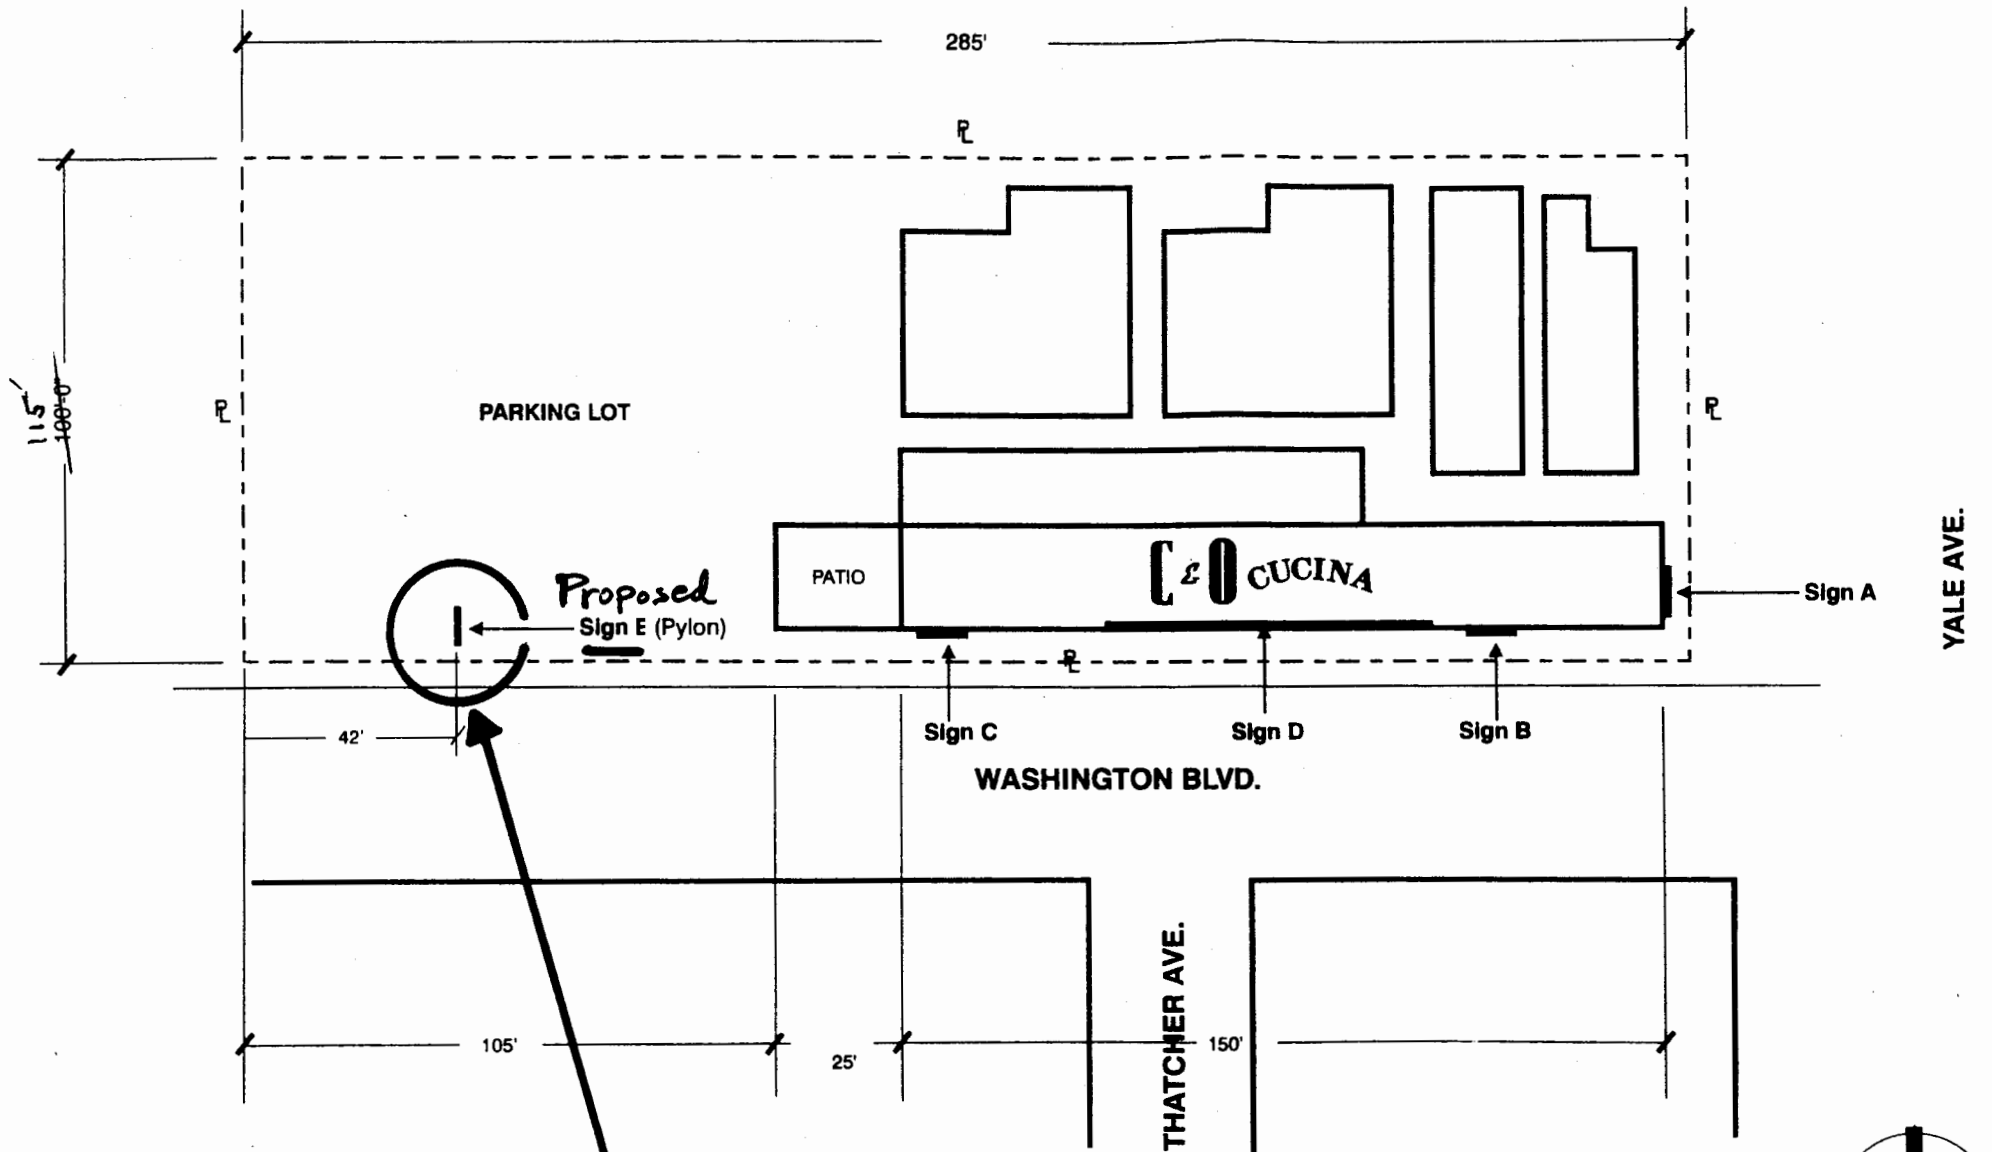 285'
PL
115'
100'-0"
PL
PARKING LOT
PL
PATIO
C & O CUCINA
Proposed
Sign E (Pylon)
Sign A
YALE AVE.
PL
42'
Sign C
Sign D
Sign B
WASHINGTON BLVD.
THATCHER AVE.
105'
25'
150'